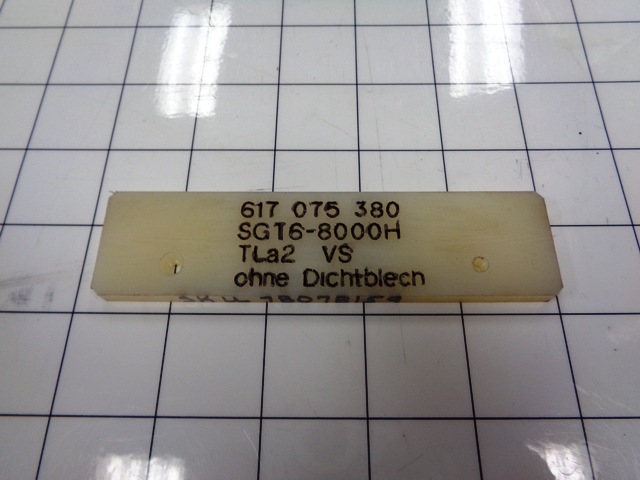 617 075 380
SGT6-8000H
TLa2 VS
ohne Dichtblech